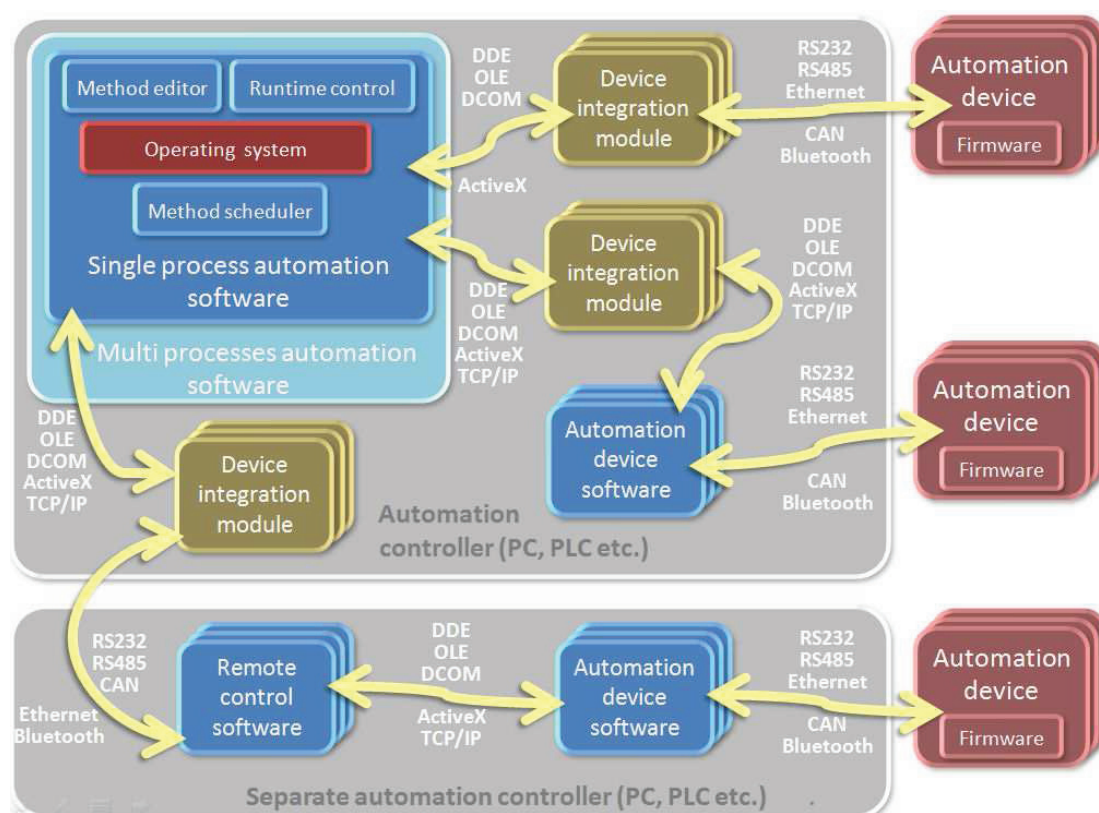 Method editor
Runtime control
Operating system
Method scheduler
Single process automation
software
Multi processes automation
software
DDE
OLE
DCOM
ActiveX
Device
integration
module
RS232
RS485
Ethernet
CAN
Bluetooth
Automation
device
Firmware
DDE
OLE
DCOM
ActiveX
TCP/IP
Device
integration
module
DDE
OLE
DCOM
ActiveX
TCP/IP
Automation
device
software
RS232
RS485
Ethernet
CAN
Bluetooth
Automation
device
Firmware
DDE
OLE
DCOM
ActiveX
TCP/IP
Device
integration
module
Automation
controller (PC, PLC etc.)
RS232
RS485
CAN
Ethernet
Bluetooth
Remote
control
software
DDE
OLE
DCOM
ActiveX
TCP/IP
Automation
device
software
RS232
RS485
Ethernet
CAN
Bluetooth
Automation
device
Firmware
Separate automation controller (PC, PLC etc.)